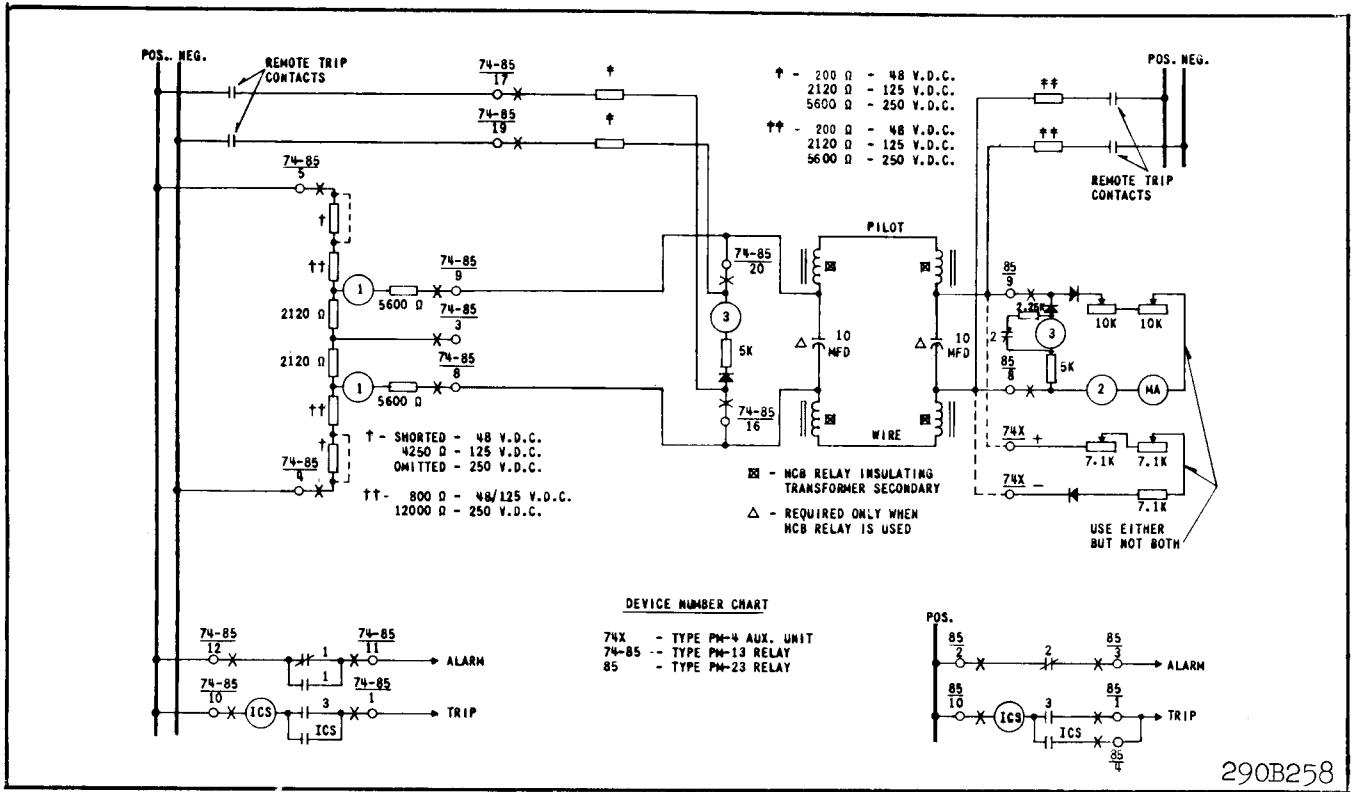 POS. NEG.
REMOTE TRIP
CONTACTS
74-85
17
*
74-85
19
*
* - 200 Ω - 48 V.D.C.
2120 Ω - 125 V.D.C.
5600 Ω - 250 V.D.C.
** - 200 Ω - 48 V.D.C.
2120 Ω - 125 V.D.C.
5600 Ω - 250 V.D.C.
**
**
POS. NEG.
REMOTE TRIP
CONTACTS
74-85
5
†
††
1
5600 Ω
74-85
9
2120 Ω
74-85
3
2120 Ω
1
5600 Ω
74-85
8
††
†
74-85
4
† - SHORTED - 48 V.D.C.
4250 Ω - 125 V.D.C.
OMITTED - 250 V.D.C.
†† - 800 Ω - 48/125 V.D.C.
12000 Ω - 250 V.D.C.
74-85
20
3
5K
74-85
16
PILOT
△ 10
MFD
△ 10
MFD
WIRE
85
9
2.25K
2
3
5K
10K
10K
85
8
2
MA
74X +
7.1K
7.1K
74X -
7.1K
USE EITHER
BUT NOT BOTH
⊠ - HCB RELAY INSULATING
TRANSFORMER SECONDARY
△ - REQUIRED ONLY WHEN
HCB RELAY IS USED
DEVICE NUMBER CHART
74X - TYPE PM-4 AUX. UNIT
74-85 - TYPE PM-13 RELAY
85 - TYPE PM-23 RELAY
74-85
12
1
1
74-85
11
ALARM
74-85
10
ICS
3
ICS
74-85
1
TRIP
POS.
85
2
2
85
3
ALARM
85
10
ICS
3
ICS
85
1
TRIP
85
4
290B258